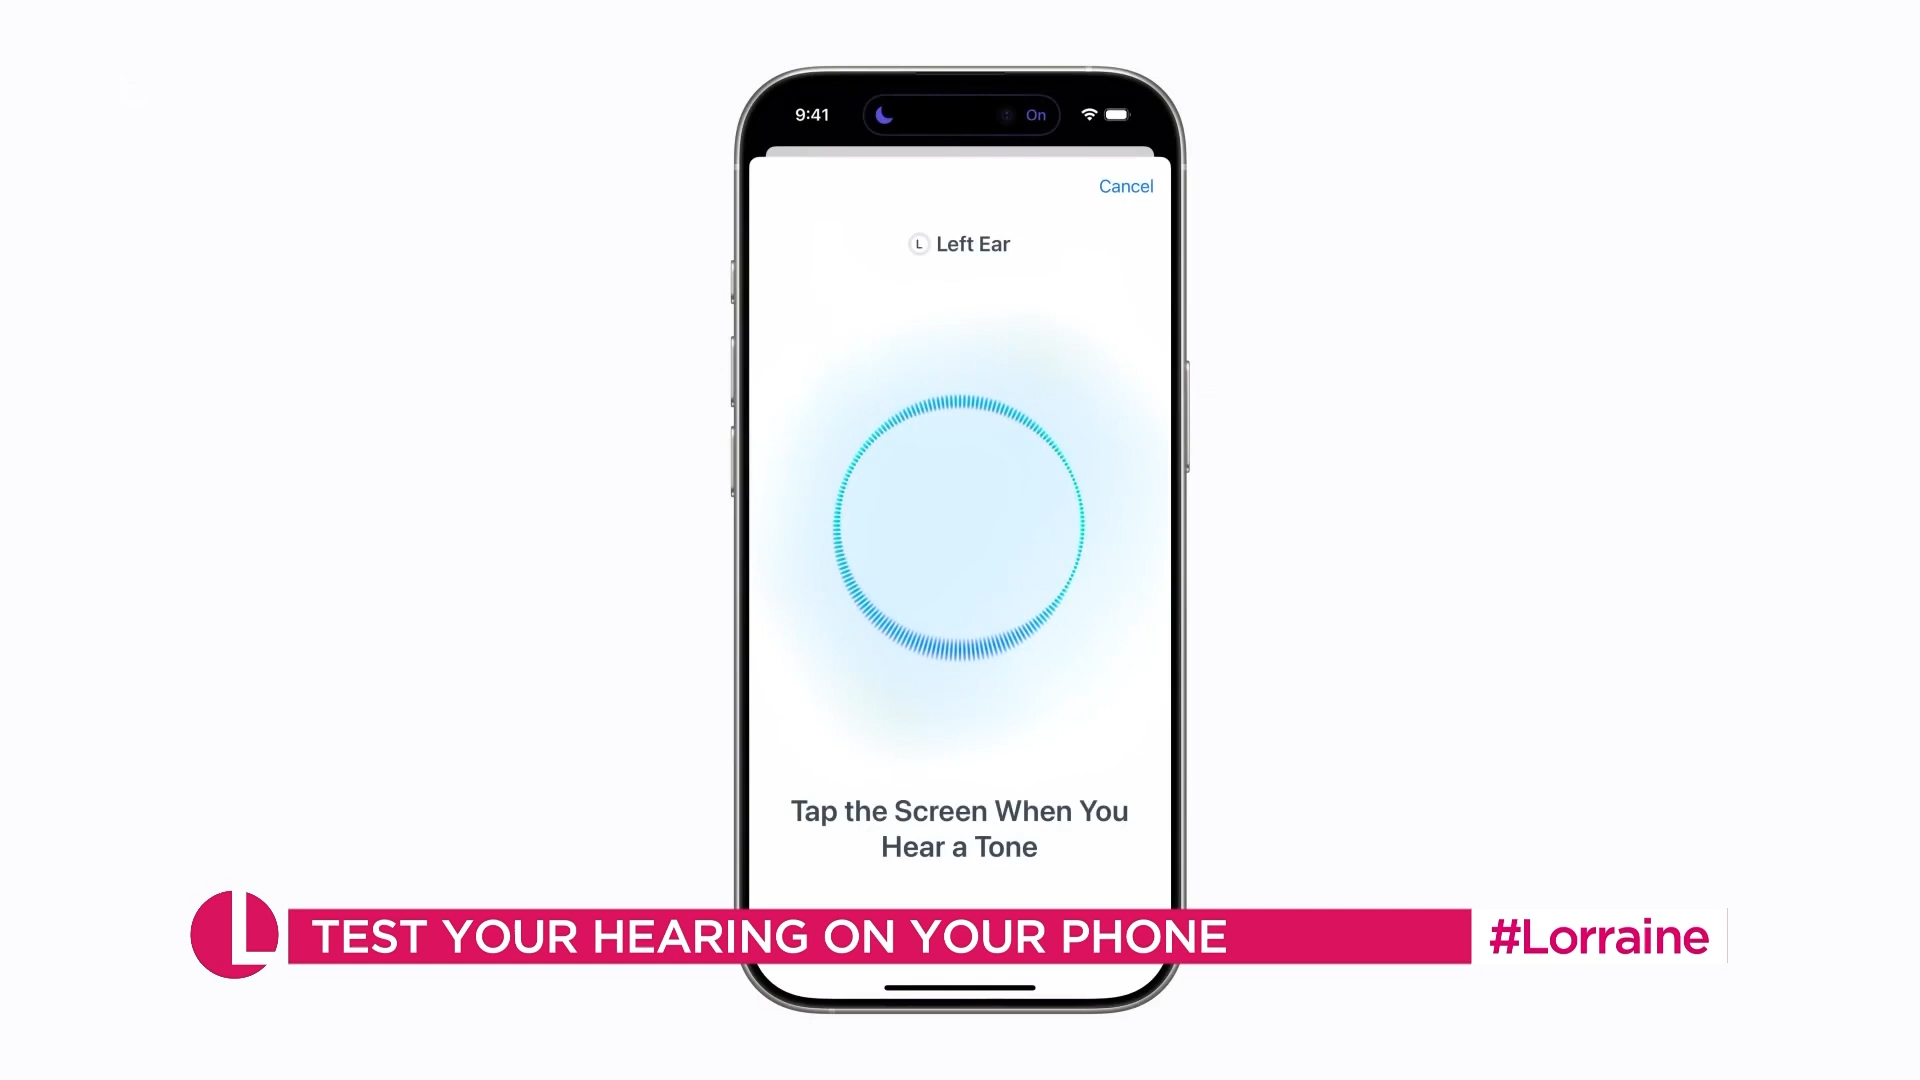 9:41
On
Cancel
L Left Ear
Tap the Screen When You
Hear a Tone
L TEST YOUR HEARING ON YOUR PHONE #Lorraine